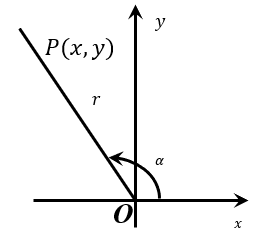 y
P(x, y)
r
α
O
x